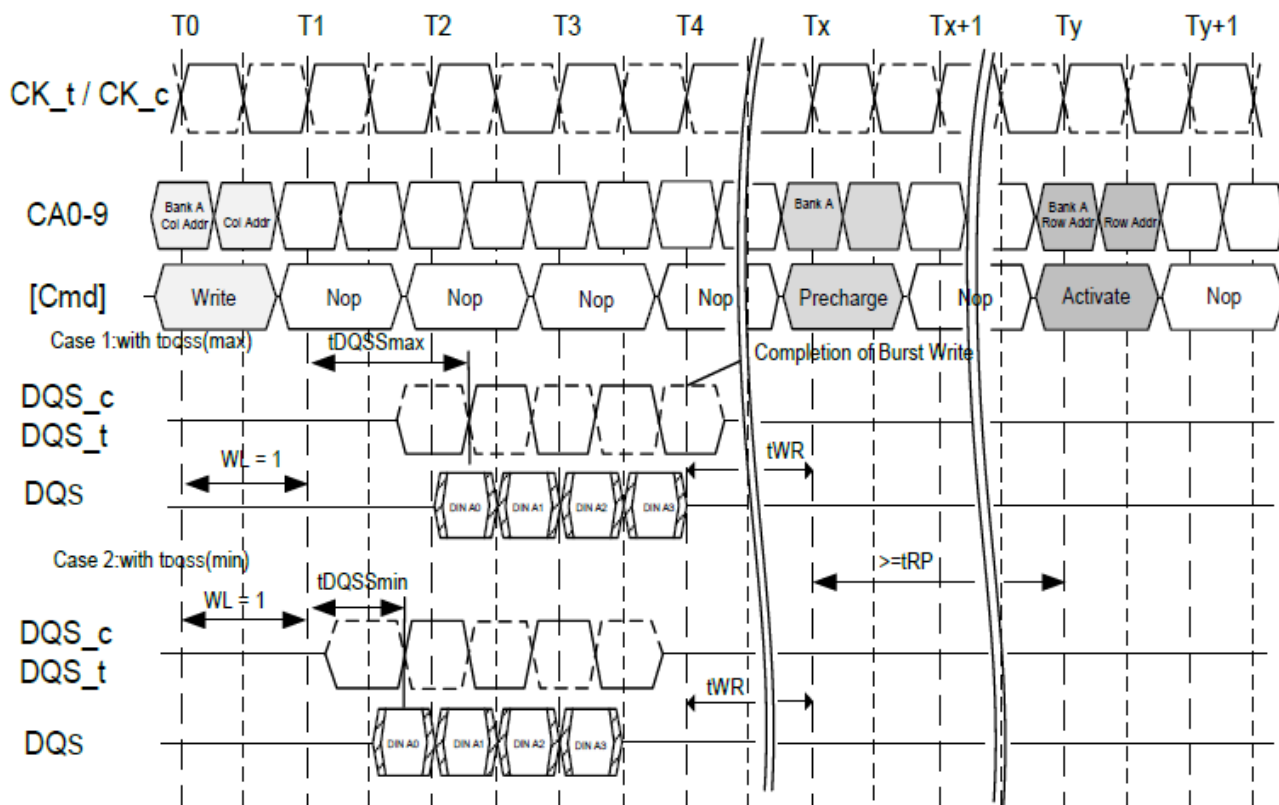 T0 T1 T2 T3 T4 Tx Tx+1 Ty Ty+1
CK_t / CK_c
CA0-9
Bank A
Col Addr
Col Addr
Bank A
Bank A
Row Addr
Row Addr
[Cmd] Write Nop Nop Nop Nop Precharge Nop Activate Nop
Case 1:with tDQSS(max)
tDQSSmax
Completion of Burst Write
DQS_c
DQS_t
WL = 1
tWR
DQs
DIN A0 DIN A1 DIN A2 DIN A3
Case 2:with tDQSS(min)
tDQSSmin
>=tRP
WL = 1
DQS_c
DQS_t
tWR
DQs
DIN A0 DIN A1 DIN A2 DIN A3